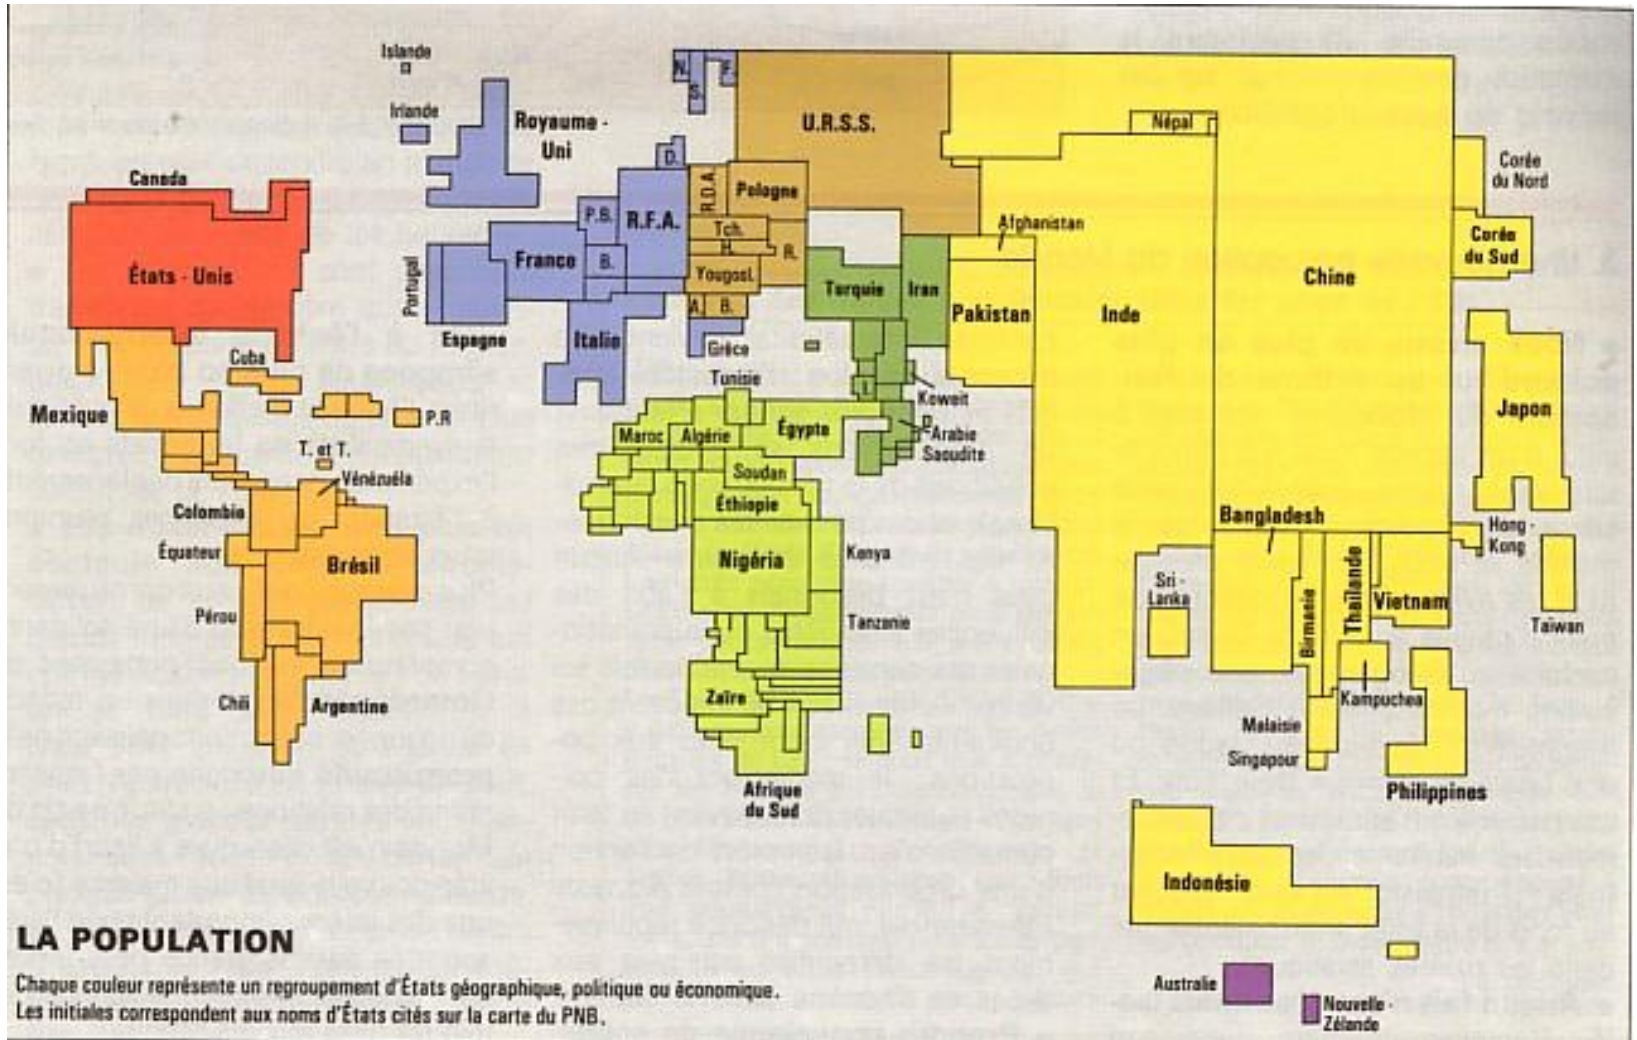 Islande
Irlande
Royaume -
Uni
N.
S.
F.
D.
U.R.S.S.
Népal
Corée
du Nord
Corée
du Sud
Canada
États - Unis
P.B.
R.F.A.
R.D.A.
Pologne
Tch.
H.
R.
B.
Yougosl.
A.
B.
France
Portugal
Espagne
Italie
Grèce
Turquie
Iran
Afghanistan
Pakistan
Inde
Chine
Japon
Cuba
Mexique
P.R
T. et T.
Vénézuéla
Colombie
Équateur
Brésil
Pérou
Chili
Argentine
Tunisie
Maroc
Algérie
Égypte
Soudan
Éthiopie
Nigéria
Kenya
Tanzanie
Zaïre
Afrique
du Sud
I.
Koweit
Arabie
Saoudite
Bangladesh
Hong -
Kong
Sri -
Lanka
Birmanie
Thaïlande
Vietnam
Taïwan
Kampuchea
Malaisie
Singapour
Philippines
Indonésie
Australie
Nouvelle -
Zélande
LA POPULATION
Chaque couleur représente un regroupement d'États géographique, politique ou économique.
Les initiales correspondent aux noms d'États cités sur la carte du PNB.